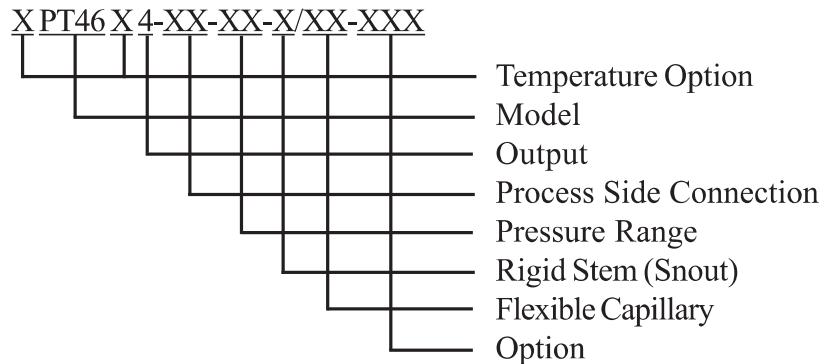 X PT46 X 4-XX-XX-X/XX-XXX
Temperature Option
Model
Output
Process Side Connection
Pressure Range
Rigid Stem (Snout)
Flexible Capillary
Option